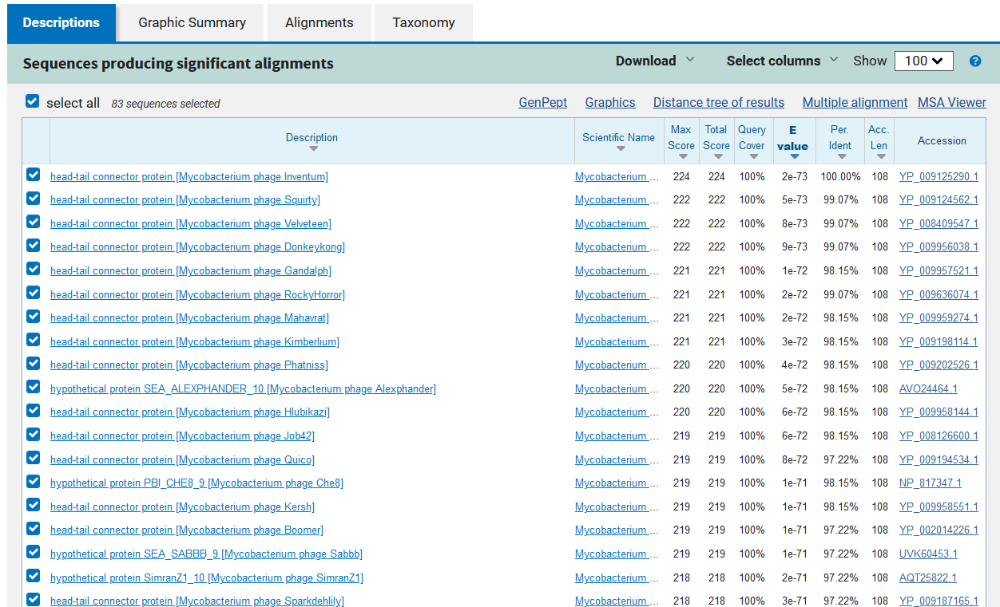 Descriptions Graphic Summary Alignments Taxonomy
Sequences producing significant alignments Download Select columns Show 100 ?
select all 83 sequences selected GenPept Graphics Distance tree of results Multiple alignment MSA Viewer
Description Scientific Name Max Score Total Score Query Cover E value Per. Ident Acc. Len Accession
head-tail connector protein [Mycobacterium phage Inventum] Mycobacterium ... 224 224 100% 2e-73 100.00% 108 YP_009125290.1
head-tail connector protein [Mycobacterium phage Squirty] Mycobacterium ... 222 222 100% 5e-73 99.07% 108 YP_009124562.1
head-tail connector protein [Mycobacterium phage Velveteen] Mycobacterium ... 222 222 100% 8e-73 99.07% 108 YP_008409547.1
head-tail connector protein [Mycobacterium phage Donkeykong] Mycobacterium ... 222 222 100% 9e-73 99.07% 108 YP_009956038.1
head-tail connector protein [Mycobacterium phage Gandalph] Mycobacterium ... 221 221 100% 1e-72 98.15% 108 YP_009957521.1
head-tail connector protein [Mycobacterium phage RockyHorror] Mycobacterium ... 221 221 100% 2e-72 99.07% 108 YP_009636074.1
head-tail connector protein [Mycobacterium phage Mahavrat] Mycobacterium ... 221 221 100% 2e-72 98.15% 108 YP_009959274.1
head-tail connector protein [Mycobacterium phage Kimberlium] Mycobacterium ... 221 221 100% 3e-72 98.15% 108 YP_009198114.1
head-tail connector protein [Mycobacterium phage Phatniss] Mycobacterium ... 220 220 100% 4e-72 98.15% 108 YP_009202526.1
hypothetical protein SEA_ALEXPHANDER_10 [Mycobacterium phage Alexphander] Mycobacterium ... 220 220 100% 5e-72 98.15% 108 AVO24464.1
head-tail connector protein [Mycobacterium phage Hlubikazi] Mycobacterium ... 220 220 100% 6e-72 98.15% 108 YP_009958144.1
head-tail connector protein [Mycobacterium phage Job42] Mycobacterium ... 219 219 100% 6e-72 98.15% 108 YP_008126600.1
head-tail connector protein [Mycobacterium phage Quico] Mycobacterium ... 219 219 100% 8e-72 97.22% 108 YP_009194534.1
hypothetical protein PBI_CHE8_9 [Mycobacterium phage Che8] Mycobacterium ... 219 219 100% 1e-71 98.15% 108 NP_817347.1
head-tail connector protein [Mycobacterium phage Kersh] Mycobacterium ... 219 219 100% 1e-71 98.15% 108 YP_009958551.1
head-tail connector protein [Mycobacterium phage Boomer] Mycobacterium ... 219 219 100% 1e-71 97.22% 108 YP_002014226.1
hypothetical protein SEA_SABBB_9 [Mycobacterium phage Sabbb] Mycobacterium ... 219 219 100% 1e-71 97.22% 108 UVK60453.1
hypothetical protein SimranZ1_10 [Mycobacterium phage SimranZ1] Mycobacterium ... 218 218 100% 2e-71 97.22% 108 AQT25822.1
head-tail connector protein [Mycobacterium phage Sparkdehlily] Mycobacterium ... 218 218 100% 3e-71 97.22% 108 YP_009187165.1